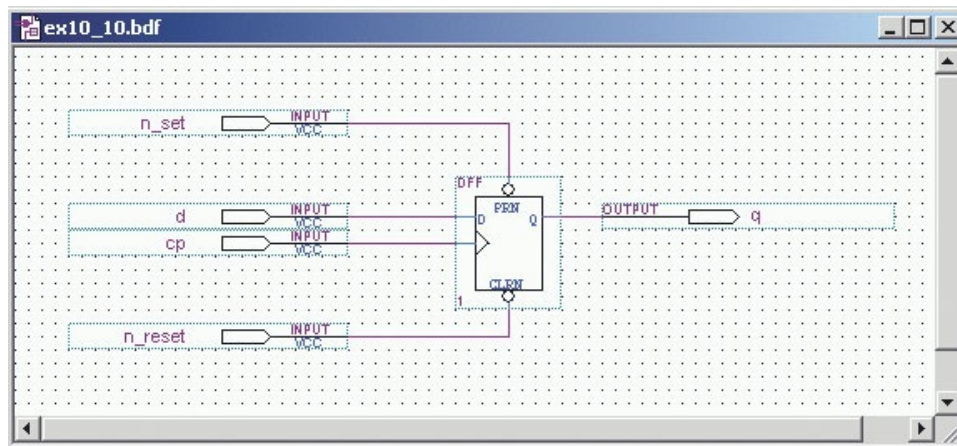 ex10_10.bdf
n_set INPUT VCC
DFF
PRN
d INPUT VCC
D Q
OUTPUT q
cp INPUT VCC
CLRN
1
n_reset INPUT VCC